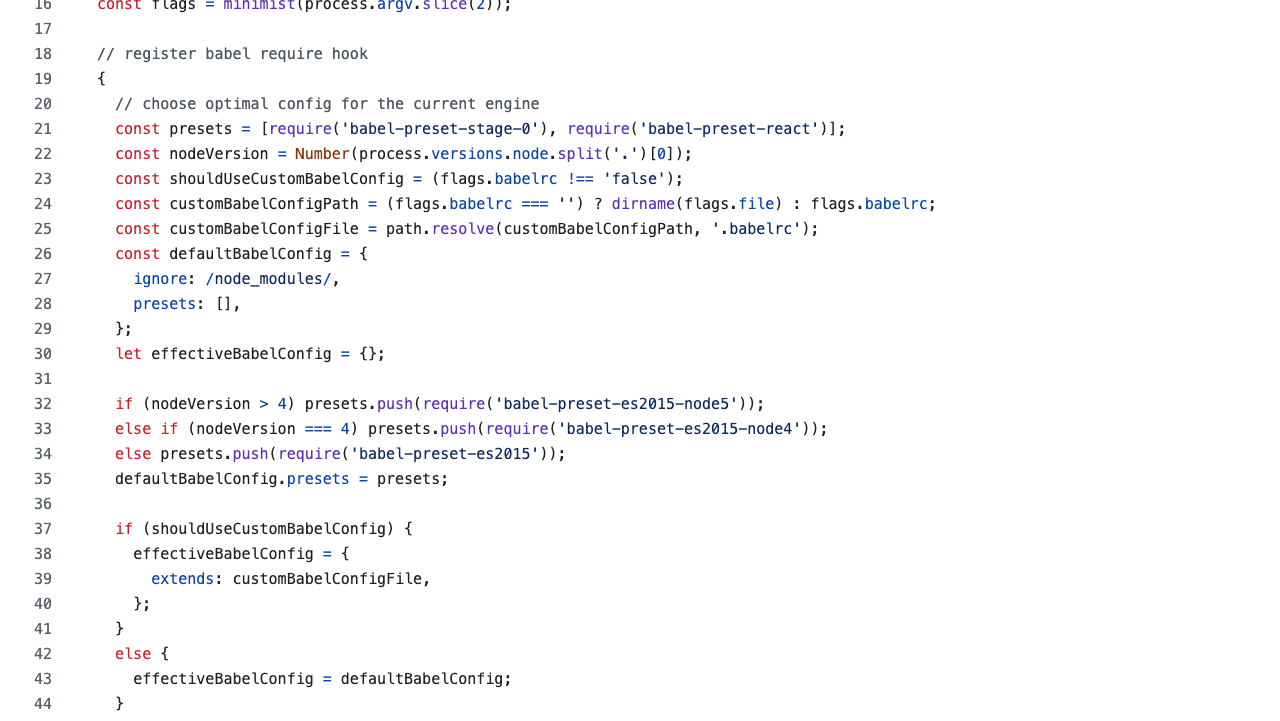 16 const flags = minimist(process.argv.slice(2));
17
18 // register babel require hook
19 {
20 // choose optimal config for the current engine
21 const presets = [require('babel-preset-stage-0'), require('babel-preset-react')];
22 const nodeVersion = Number(process.versions.node.split('.')[0]);
23 const shouldUseCustomBabelConfig = (flags.babelrc !== 'false');
24 const customBabelConfigPath = (flags.babelrc === '') ? dirname(flags.file) : flags.babelrc;
25 const customBabelConfigFile = path.resolve(customBabelConfigPath, '.babelrc');
26 const defaultBabelConfig = {
27 ignore: /node_modules/,
28 presets: [],
29 };
30 let effectiveBabelConfig = {};
31
32 if (nodeVersion > 4) presets.push(require('babel-preset-es2015-node5'));
33 else if (nodeVersion === 4) presets.push(require('babel-preset-es2015-node4'));
34 else presets.push(require('babel-preset-es2015'));
35 defaultBabelConfig.presets = presets;
36
37 if (shouldUseCustomBabelConfig) {
38 effectiveBabelConfig = {
39 extends: customBabelConfigFile,
40 };
41 }
42 else {
43 effectiveBabelConfig = defaultBabelConfig;
44 }